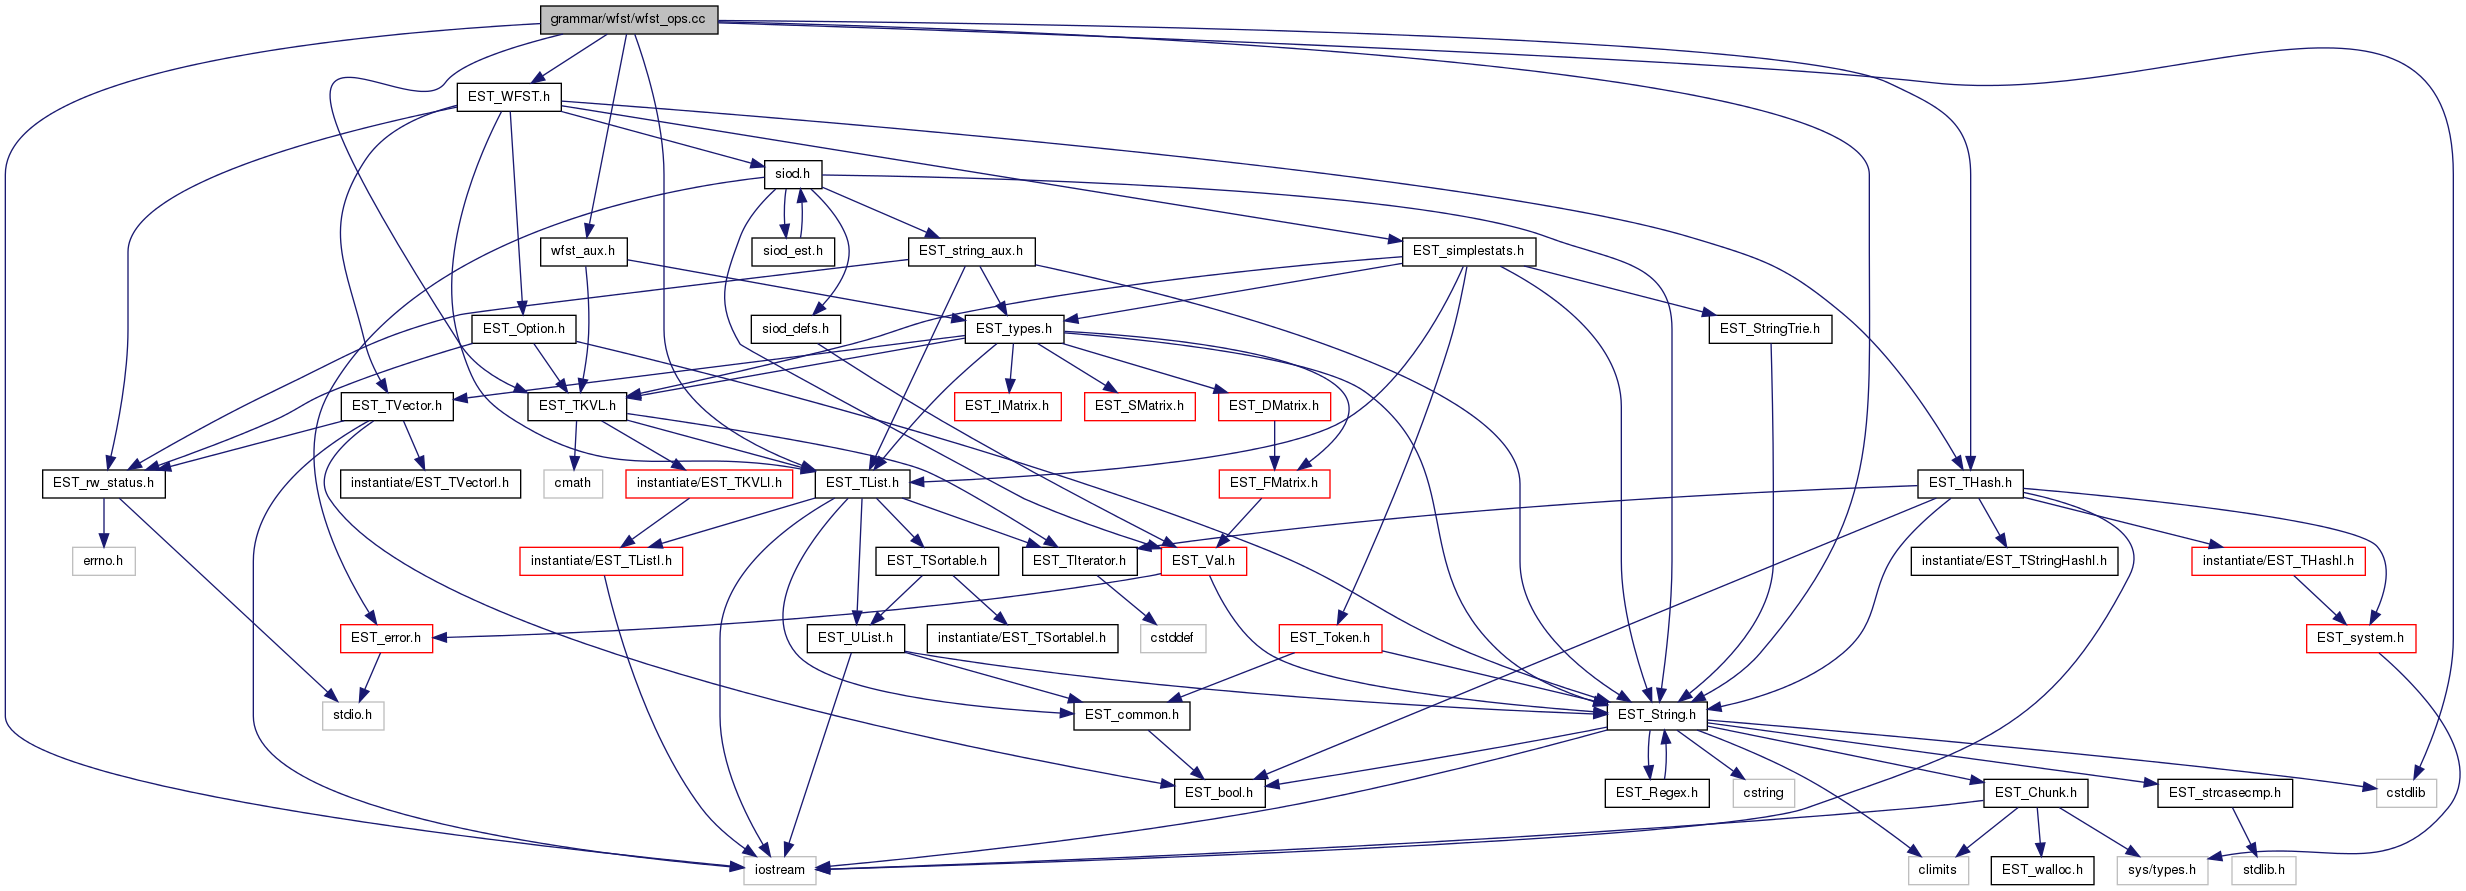 grammar/wfst/wfst_ops.cc
EST_WFST.h
siod.h
wfst_aux.h
siod_est.h
EST_string_aux.h
EST_simplestats.h
EST_Option.h
siod_defs.h
EST_types.h
EST_StringTrie.h
EST_TVector.h
EST_TKVL.h
EST_IMatrix.h
EST_SMatrix.h
EST_DMatrix.h
EST_rw_status.h
instantiate/EST_TVectorI.h
cmath
instantiate/EST_TKVLI.h
EST_TList.h
EST_FMatrix.h
EST_THash.h
errno.h
instantiate/EST_TListI.h
EST_TSortable.h
EST_TIterator.h
EST_Val.h
instantiate/EST_TStringHashI.h
instantiate/EST_THashI.h
EST_error.h
EST_UList.h
instantiate/EST_TSortableI.h
cstddef
EST_Token.h
EST_system.h
stdio.h
EST_common.h
EST_String.h
EST_bool.h
EST_Regex.h
cstring
EST_Chunk.h
EST_strcasecmp.h
cstdlib
iostream
climits
EST_walloc.h
sys/types.h
stdlib.h